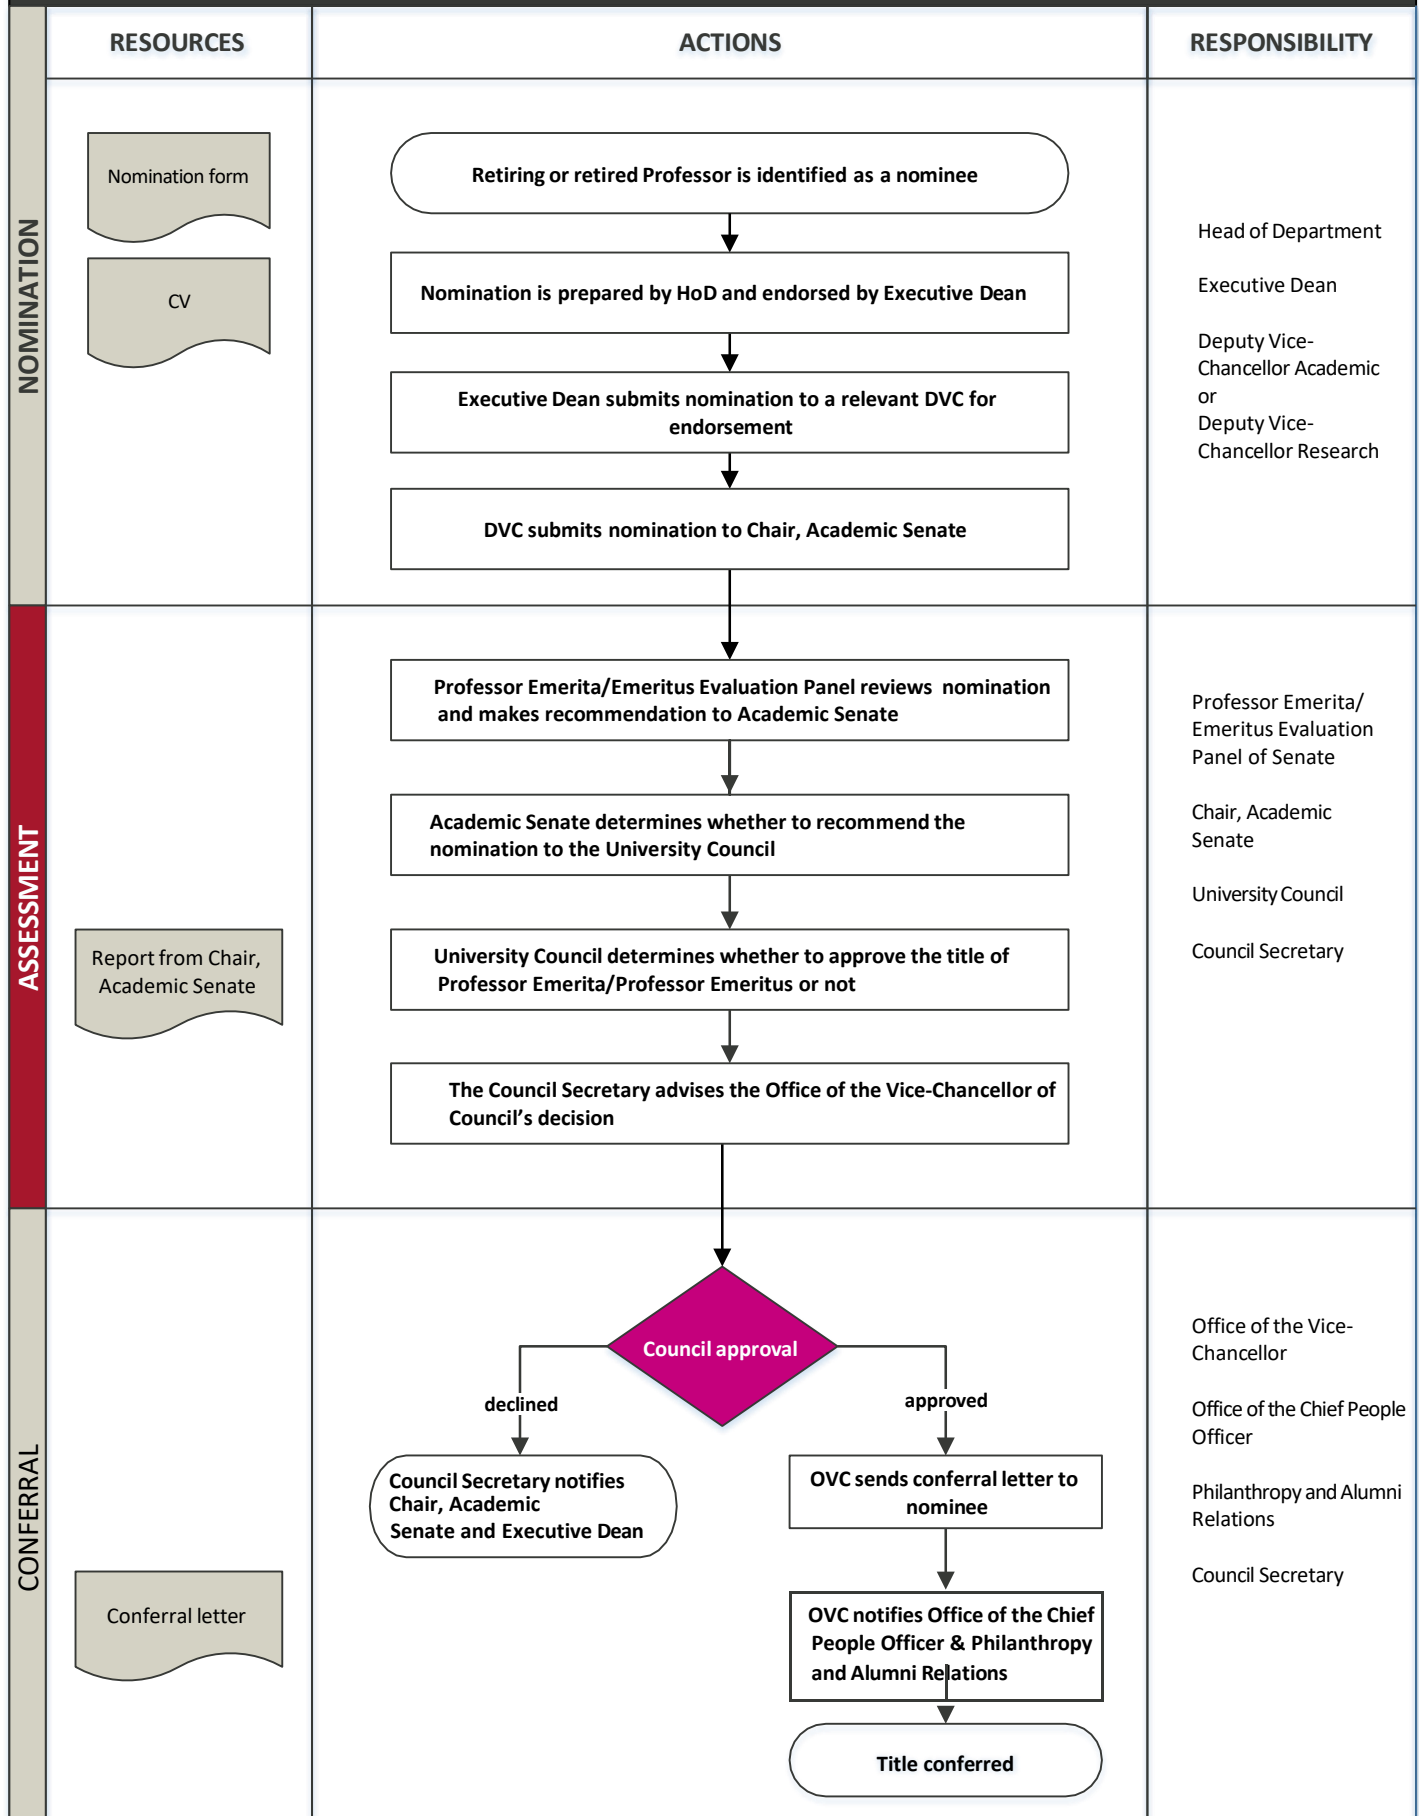 RESOURCES
ACTIONS
RESPONSIBILITY
NOMINATION
Nomination form
CV
Retiring or retired Professor is identified as a nominee
Nomination is prepared by HoD and endorsed by Executive Dean
Executive Dean submits nomination to a relevant DVC for
endorsement
DVC submits nomination to Chair, Academic Senate
Head of Department
Executive Dean
Deputy Vice-
Chancellor Academic
or
Deputy Vice-
Chancellor Research
ASSESSMENT
Report from Chair,
Academic Senate
Professor Emerita/Emeritus Evaluation Panel reviews nomination
and makes recommendation to Academic Senate
Academic Senate determines whether to recommend the
nomination to the University Council
University Council determines whether to approve the title of
Professor Emerita/Professor Emeritus or not
The Council Secretary advises the Office of the Vice-Chancellor of
Council’s decision
Professor Emerita/
Emeritus Evaluation
Panel of Senate
Chair, Academic
Senate
University Council
Council Secretary
CONFERRAL
Conferral letter
Council approval
declined
approved
Council Secretary notifies
Chair, Academic
Senate and Executive Dean
OVC sends conferral letter to
nominee
OVC notifies Office of the Chief
People Officer & Philanthropy
and Alumni Relations
Title conferred
Office of the Vice-
Chancellor
Office of the Chief People
Officer
Philanthropy and Alumni
Relations
Council Secretary